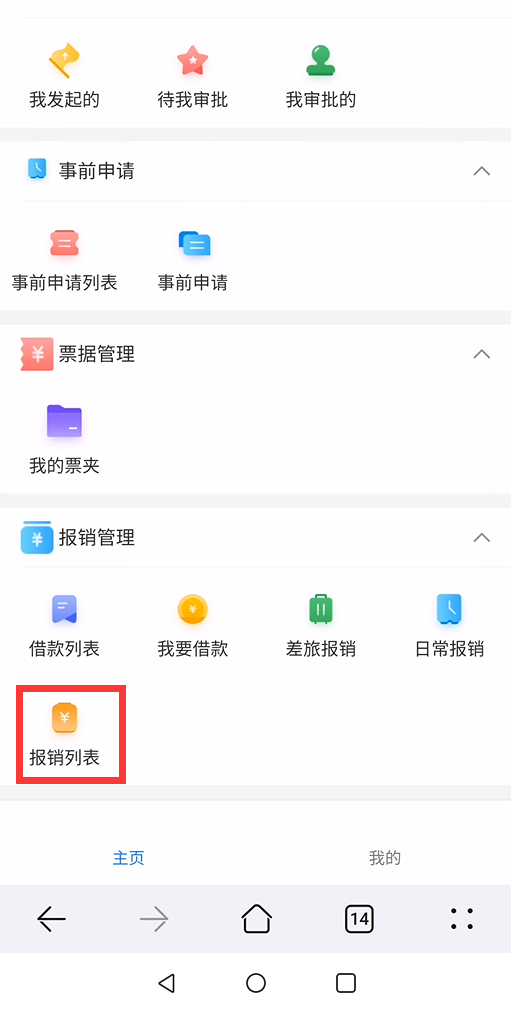 我发起的 待我审批 我审批的
事前申请
事前申请列表 事前申请
¥ 票据管理
我的票夹
¥ 报销管理
¥
借款列表 我要借款 差旅报销 日常报销
¥
报销列表
主页 我的
14